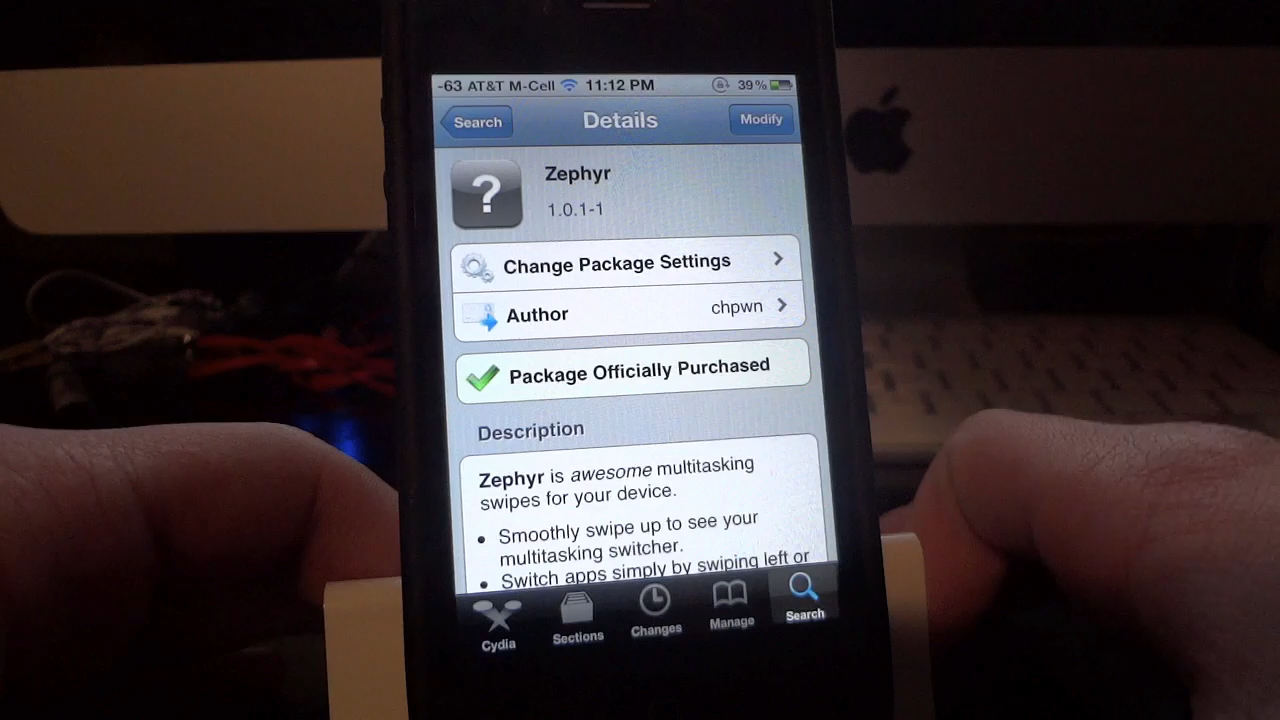 -63 AT&T M-Cell 11:12 PM 39%
Search Details Modify
?
Zephyr
1.0.1-1
Change Package Settings
Author chpwn
Package Officially Purchased
Description
Zephyr is awesome multitasking
swipes for your device.
• Smoothly swipe up to see your
multitasking switcher.
• Switch apps simply by swiping left or
Cydia Sections Changes Manage Search